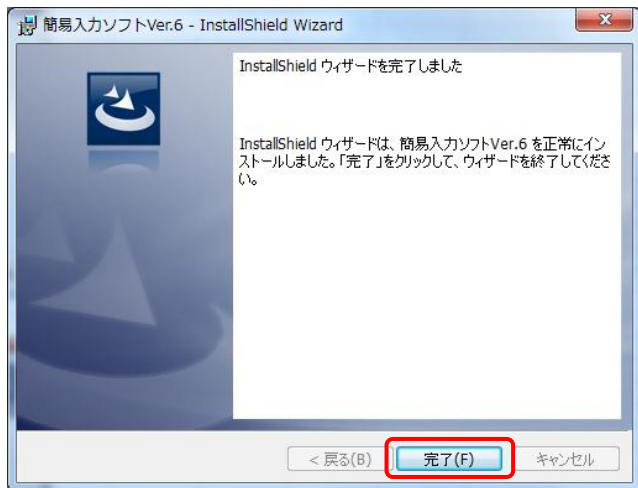 簡易入力ソフトVer.6 - InstallShield Wizard
InstallShield ウィザードを完了しました
InstallShield ウィザードは、簡易入力ソフトVer.6 を正常にイン
ストールしました。「完了」をクリックして、ウィザードを終了してくださ
い。
< 戻る(B)
完了(F)
キャンセル